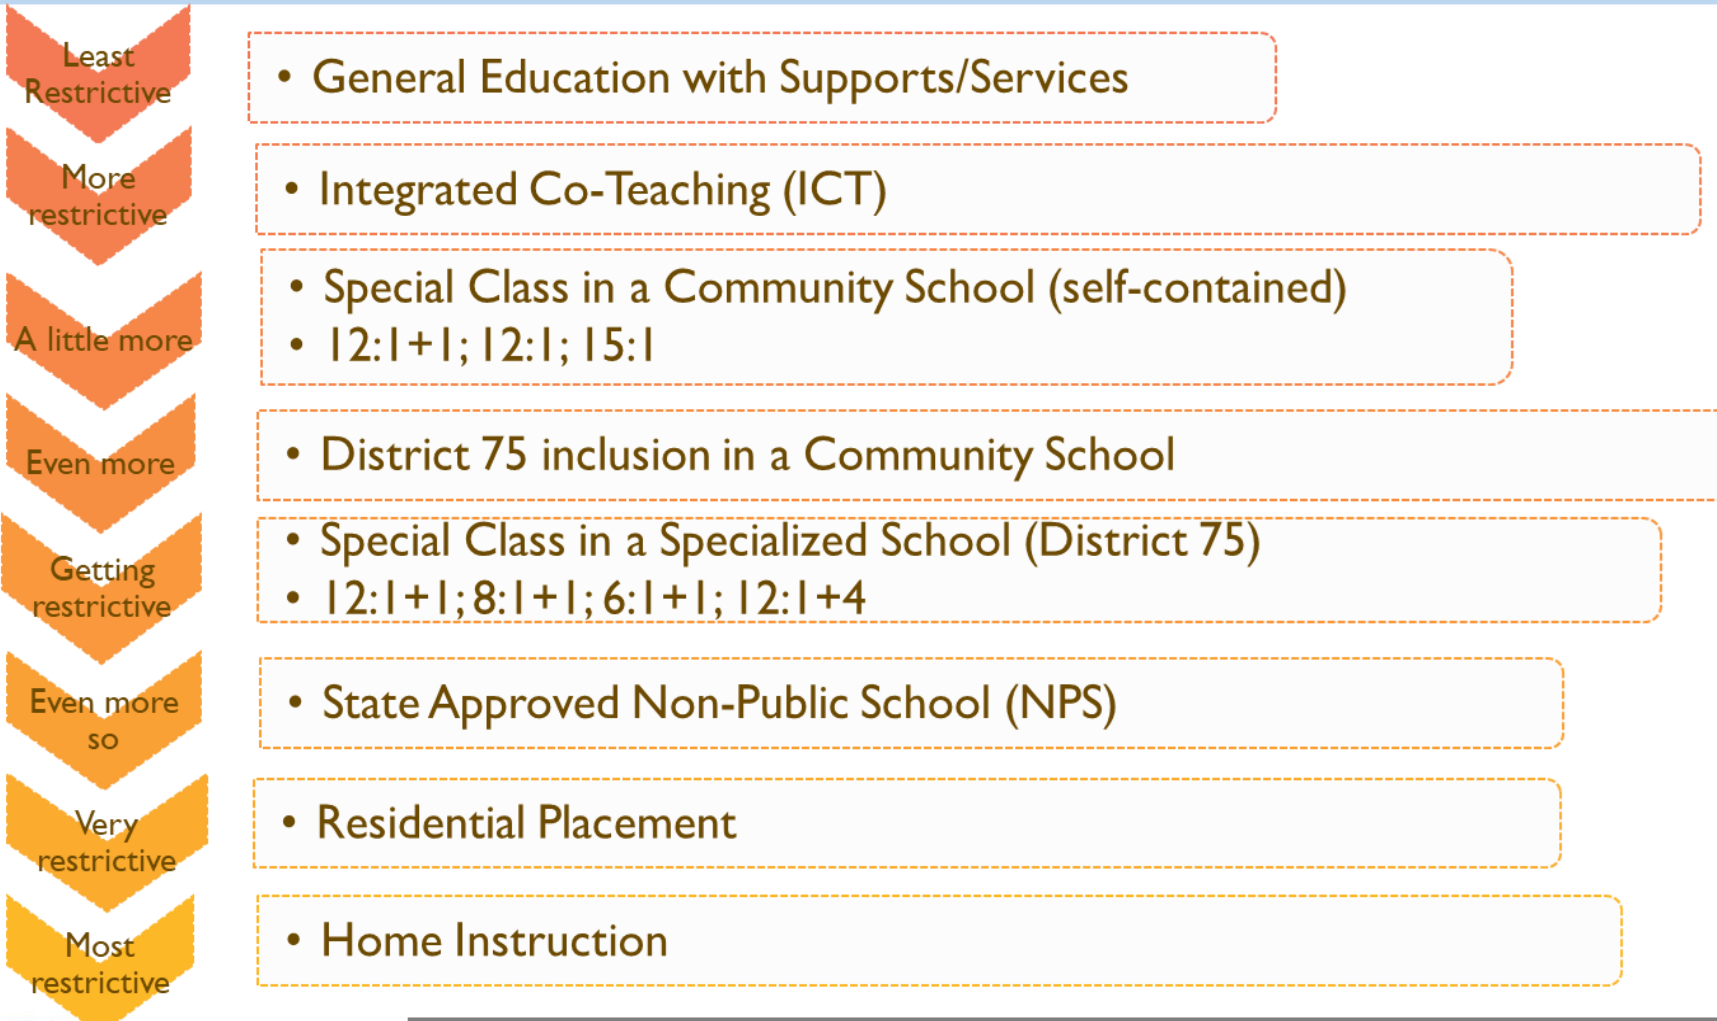 Least
Restrictive
• General Education with Supports/Services
More
restrictive
• Integrated Co-Teaching (ICT)
A little more
• Special Class in a Community School (self-contained)
• 12:1+1; 12:1; 15:1
Even more
• District 75 inclusion in a Community School
Getting
restrictive
• Special Class in a Specialized School (District 75)
• 12:1+1; 8:1+1; 6:1+1; 12:1+4
Even more
so
• State Approved Non-Public School (NPS)
Very
restrictive
• Residential Placement
Most
restrictive
• Home Instruction